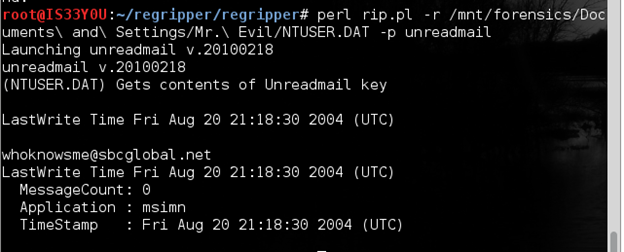 root@IS33Y0U:~/regripper/regripper# perl rip.pl -r /mnt/forensics/Doc
uments\ and\ Settings/Mr.\ Evil/NTUSER.DAT -p unreadmail
Launching unreadmail v.20100218
unreadmail v.20100218
(NTUSER.DAT) Gets contents of Unreadmail key
LastWrite Time Fri Aug 20 21:18:30 2004 (UTC)
whoknowsme@sbcglobal.net
LastWrite Time Fri Aug 20 21:18:30 2004 (UTC)
  MessageCount: 0
  Application : msimn
  TimeStamp   : Fri Aug 20 21:18:30 2004 (UTC)